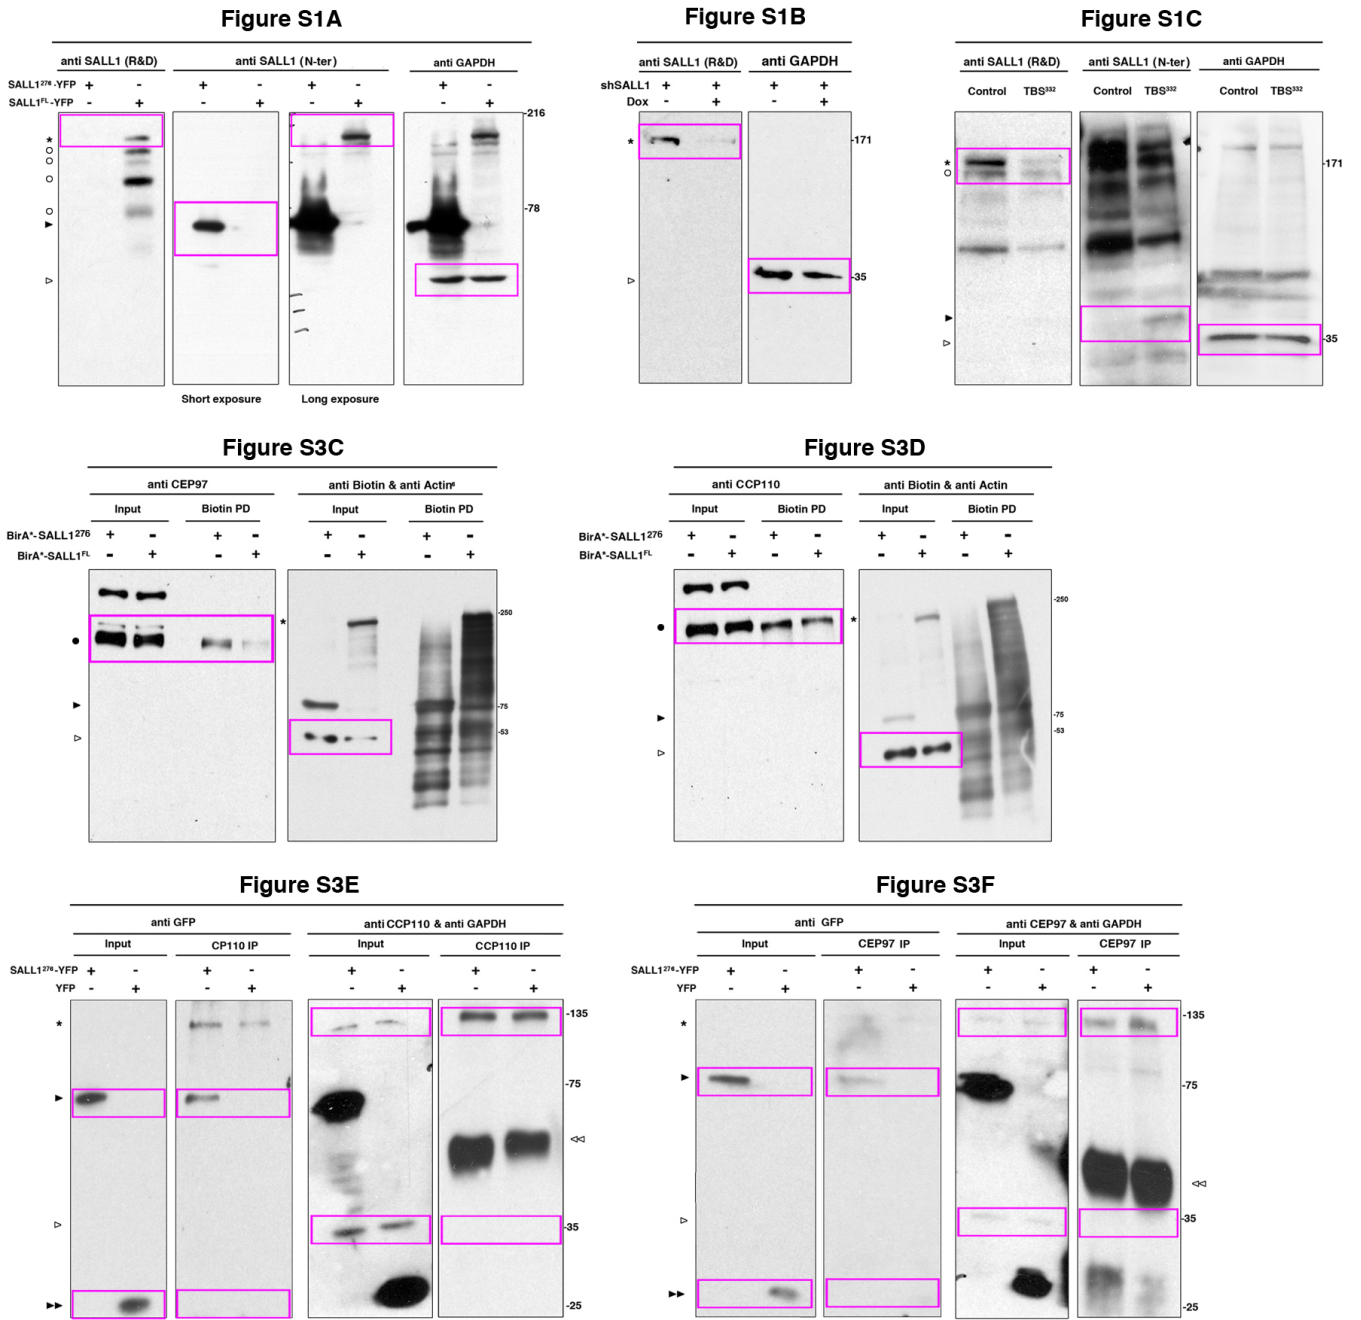 Figure S1A
anti SALL1 (R&D)
anti SALL1 (N-ter)
anti GAPDH
SALL1²⁷⁶-YFP + - + - + - + -
SALL1ᶠᴸ-YFP - + - + - + - +
-216
*
-78
Short exposure
Long exposure
Figure S1B
anti SALL1 (R&D)
anti GAPDH
shSALL1 + + + +
Dox - + - +
*
-171
-35
Figure S1C
anti SALL1 (R&D)
anti SALL1 (N-ter)
anti GAPDH
Control TBS³³² Control TBS³³² Control TBS³³²
*
-171
-35
Figure S3C
anti CEP97
anti Biotin & anti Actin
Input
Biotin PD
Input
Biotin PD
BirA*-SALL1²⁷⁶ + - + - + - + -
BirA*-SALL1ᶠᴸ - + - + - + - +
-250
*
-75
-53
Figure S3D
anti CCP110
anti Biotin & anti Actin
Input
Biotin PD
Input
Biotin PD
BirA*-SALL1²⁷⁶ + - + - + - + -
BirA*-SALL1ᶠᴸ - + - + - + - +
-250
*
-75
-53
Figure S3E
anti GFP
anti CCP110 & anti GAPDH
Input
CP110 IP
Input
CCP110 IP
SALL1²⁷⁶-YFP + - + - + - + -
YFP - + - + - + - +
*
-135
-75
-35
-25
Figure S3F
anti GFP
anti CEP97 & anti GAPDH
Input
CEP97 IP
Input
CEP97 IP
SALL1²⁷⁶-YFP + - + - + - + -
YFP - + - + - + - +
*
-135
-75
-35
-25